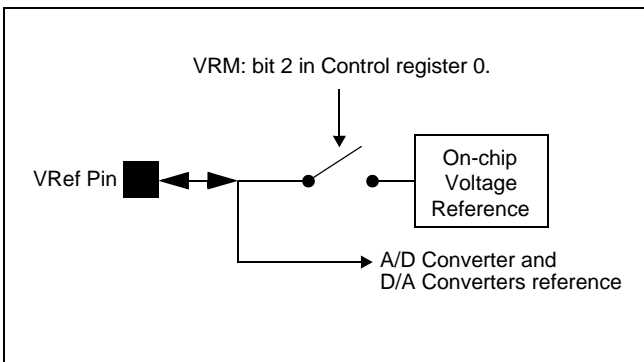 VRM: bit 2 in Control register 0.
VRef Pin
On-chip
Voltage
Reference
A/D Converter and
D/A Converters reference